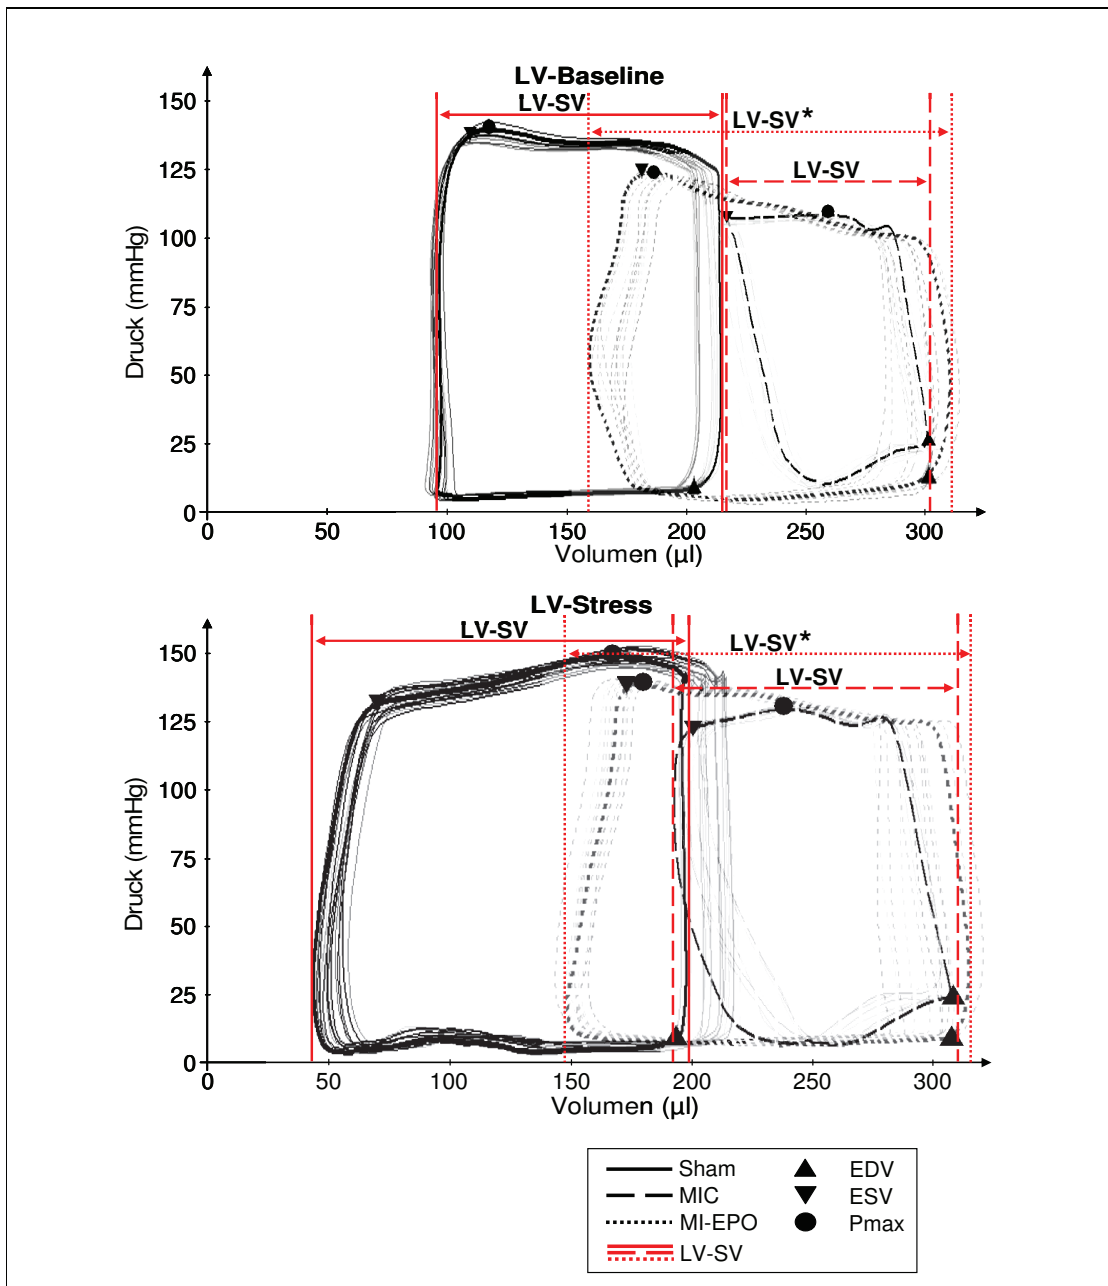 LV-Baseline
LV-SV
LV-SV*
LV-SV
150
125
100
75
50
25
0
Druck (mmHg)
0 50 100 150 200 250 300
Volumen (µl)
LV-Stress
LV-SV
LV-SV*
LV-SV
150
125
100
75
50
25
0
Druck (mmHg)
0 50 100 150 200 250 300
Volumen (µl)
Sham EDV
MIC ESV
MI-EPO Pmax
LV-SV